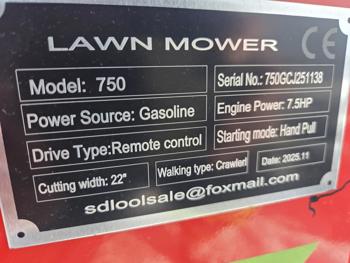 LAWN MOWER CE
Model: 750
Serial No.: 750GCJ251138
Power Source: Gasoline
Engine Power: 7.5HP
Drive Type:Remote control
Starting mode: Hand Pull
Cutting width: 22"
Walking type: Crawlerl
Date: 2025.11
sdloolsale@foxmail.com